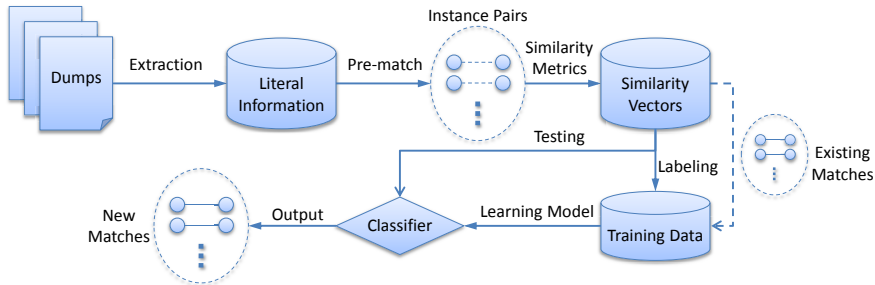 Instance Pairs
Dumps
Extraction
Literal
Information
Pre-match
Similarity
Metrics
Similarity
Vectors
Testing
Labeling
Existing
Matches
New
Matches
Output
Classifier
Learning Model
Training Data